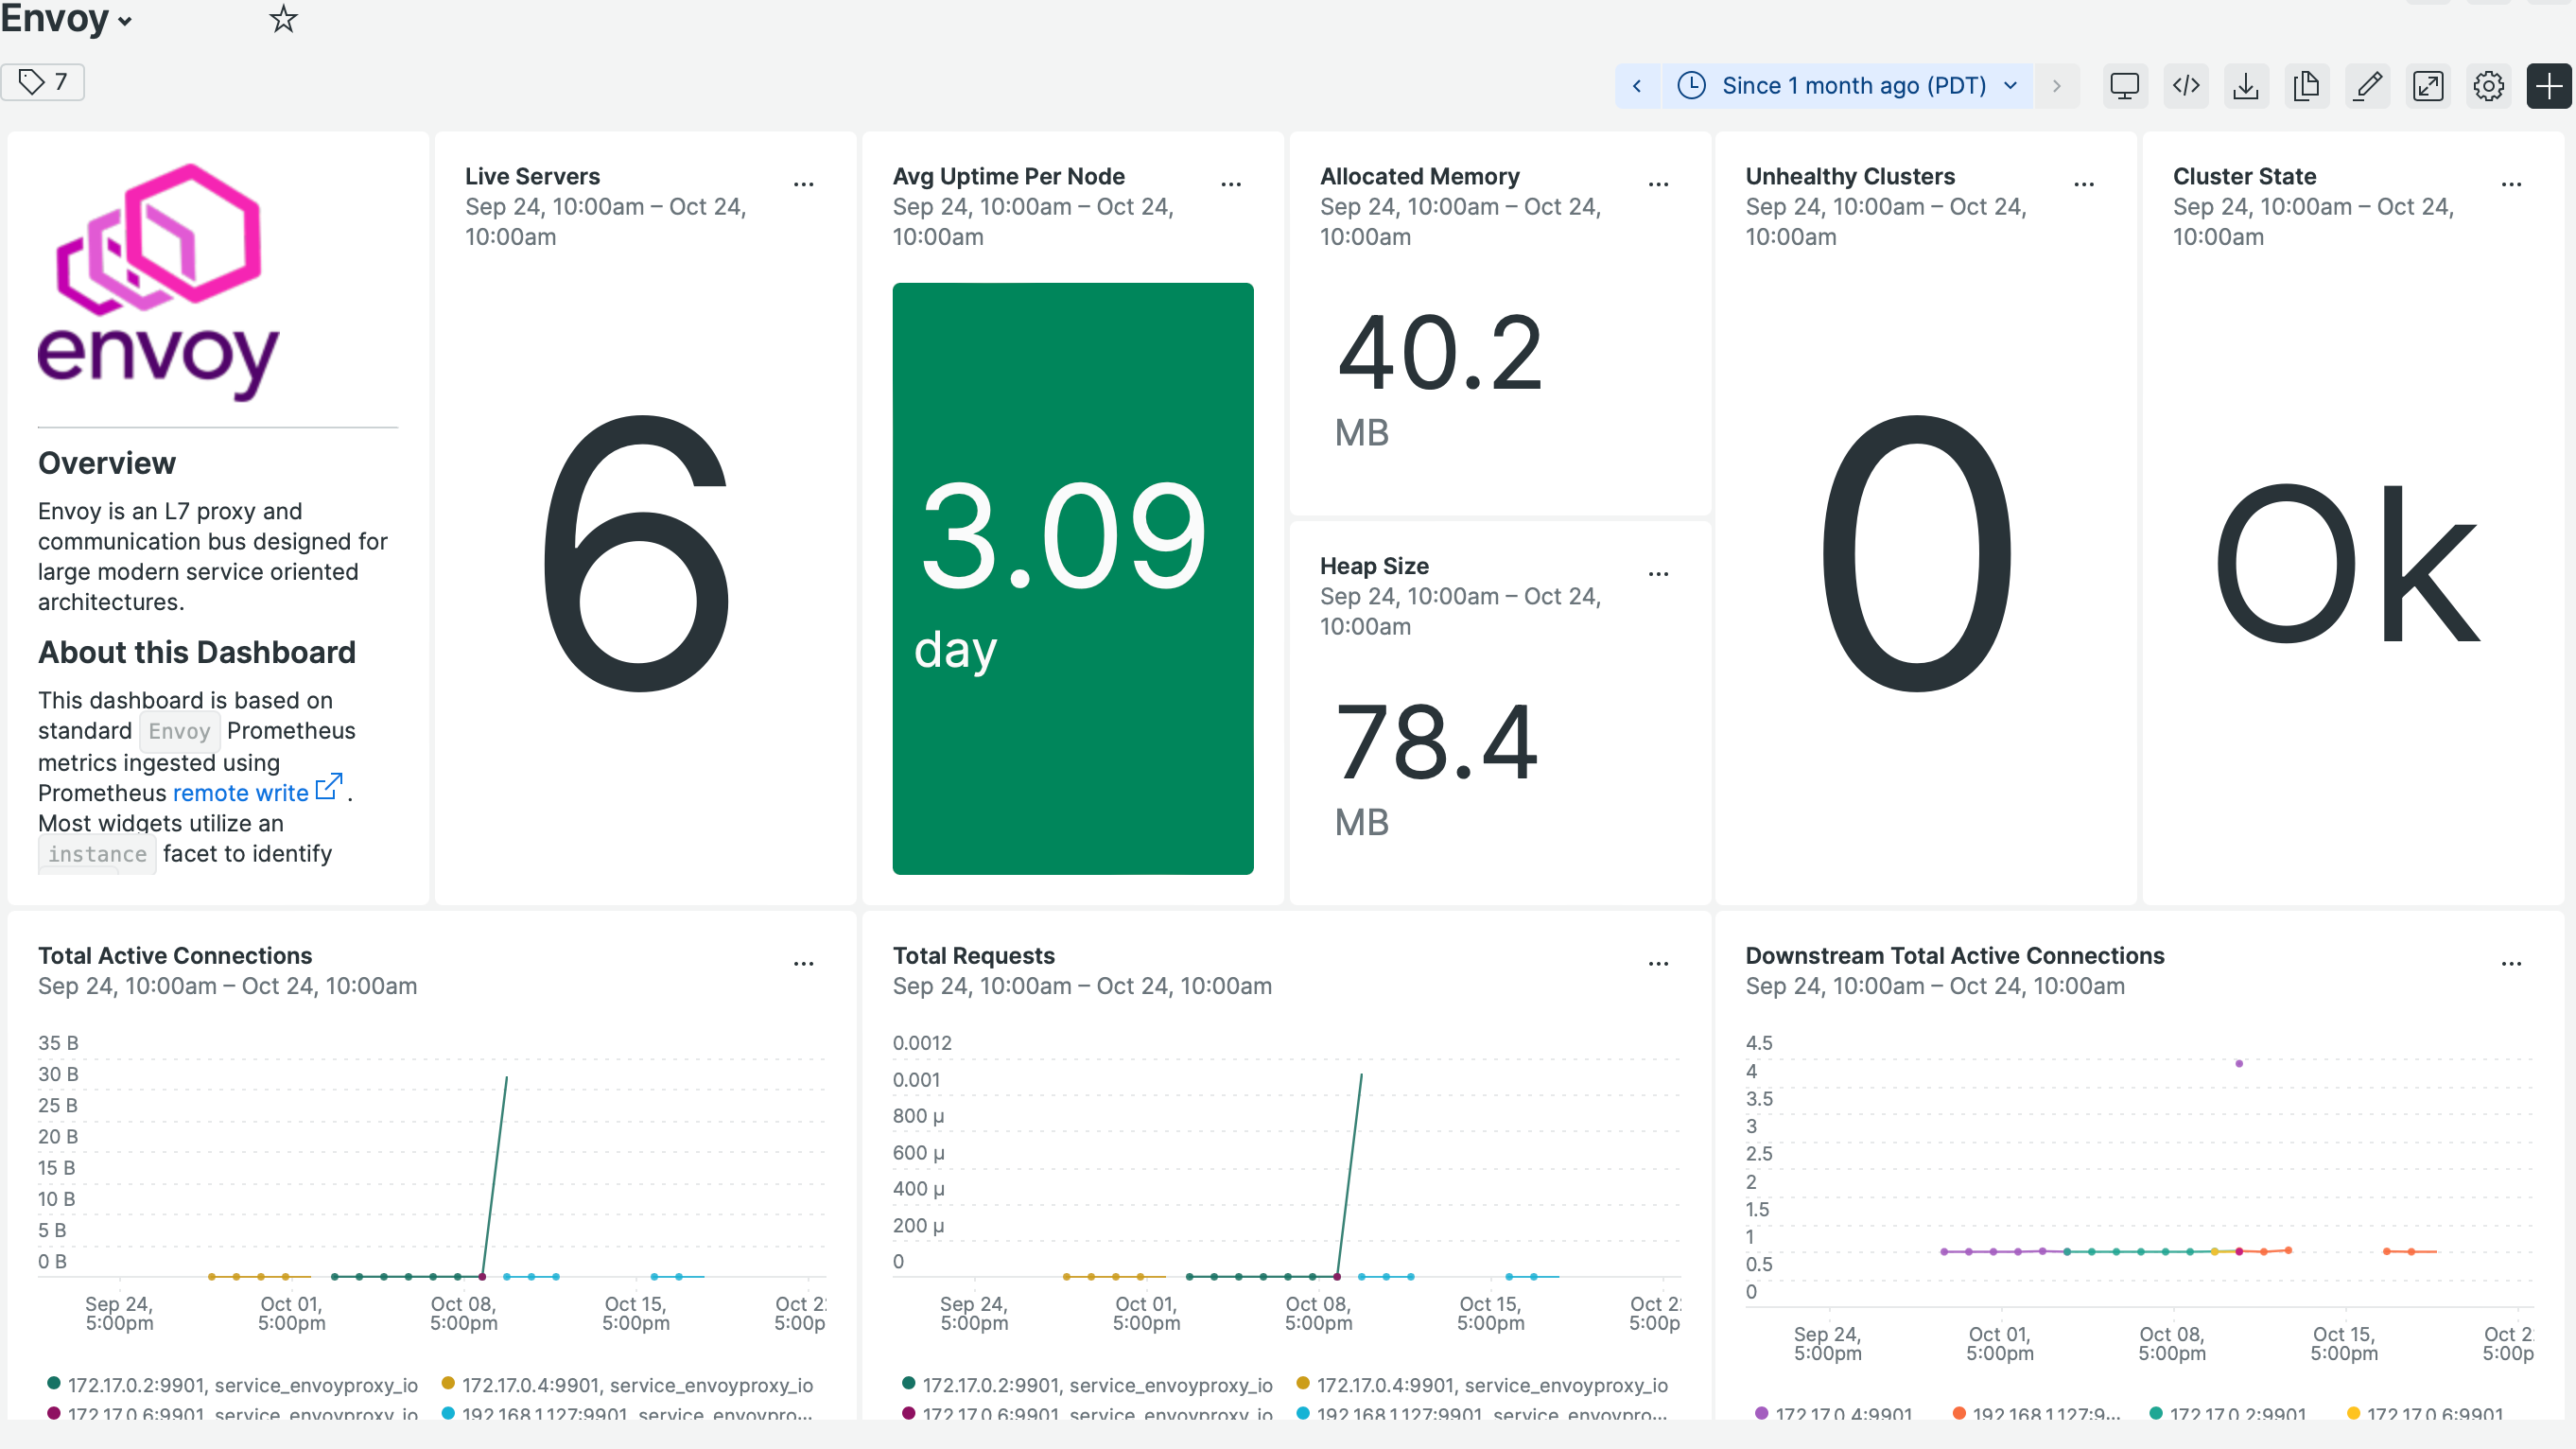 Envoy
7
Since 1 month ago (PDT)
envoy
Overview
Envoy is an L7 proxy and
communication bus designed for
large modern service oriented
architectures.
About this Dashboard
This dashboard is based on
standard Envoy Prometheus
metrics ingested using
Prometheus remote write .
Most widgets utilize an
instance facet to identify
Live Servers
Sep 24, 10:00am – Oct 24,
10:00am
6
Avg Uptime Per Node
Sep 24, 10:00am – Oct 24,
10:00am
3.09
day
Allocated Memory
Sep 24, 10:00am – Oct 24,
10:00am
40.2
MB
Heap Size
Sep 24, 10:00am – Oct 24,
10:00am
78.4
MB
Unhealthy Clusters
Sep 24, 10:00am – Oct 24,
10:00am
0
Cluster State
Sep 24, 10:00am – Oct 24,
10:00am
Ok
Total Active Connections
Sep 24, 10:00am – Oct 24, 10:00am
35 B
30 B
25 B
20 B
15 B
10 B
5 B
0 B
Sep 24, Oct 01, Oct 08, Oct 15, Oct 2
5:00pm 5:00pm 5:00pm 5:00pm 5:00p
172.17.0.2:9901, service_envoyproxy_io 172.17.0.4:9901, service_envoyproxy_io
172.17.0.6:9901, service_envoyproxy_io 192.168.1.127:9901, service_envoypro...
Total Requests
Sep 24, 10:00am – Oct 24, 10:00am
0.0012
0.001
800 µ
600 µ
400 µ
200 µ
0
Sep 24, Oct 01, Oct 08, Oct 15, Oct 2
5:00pm 5:00pm 5:00pm 5:00pm 5:00p
172.17.0.2:9901, service_envoyproxy_io 172.17.0.4:9901, service_envoyproxy_io
172.17.0.6:9901, service_envoyproxy_io 192.168.1.127:9901, service_envoypro...
Downstream Total Active Connections
Sep 24, 10:00am – Oct 24, 10:00am
4.5
4
3.5
3
2.5
2
1.5
1
0.5
0
Sep 24, Oct 01, Oct 08, Oct 15, Oct 2
5:00pm 5:00pm 5:00pm 5:00pm 5:00p
172.17.0.4:9901 192.168.1.127:9... 172.17.0.2:9901 172.17.0.6:9901